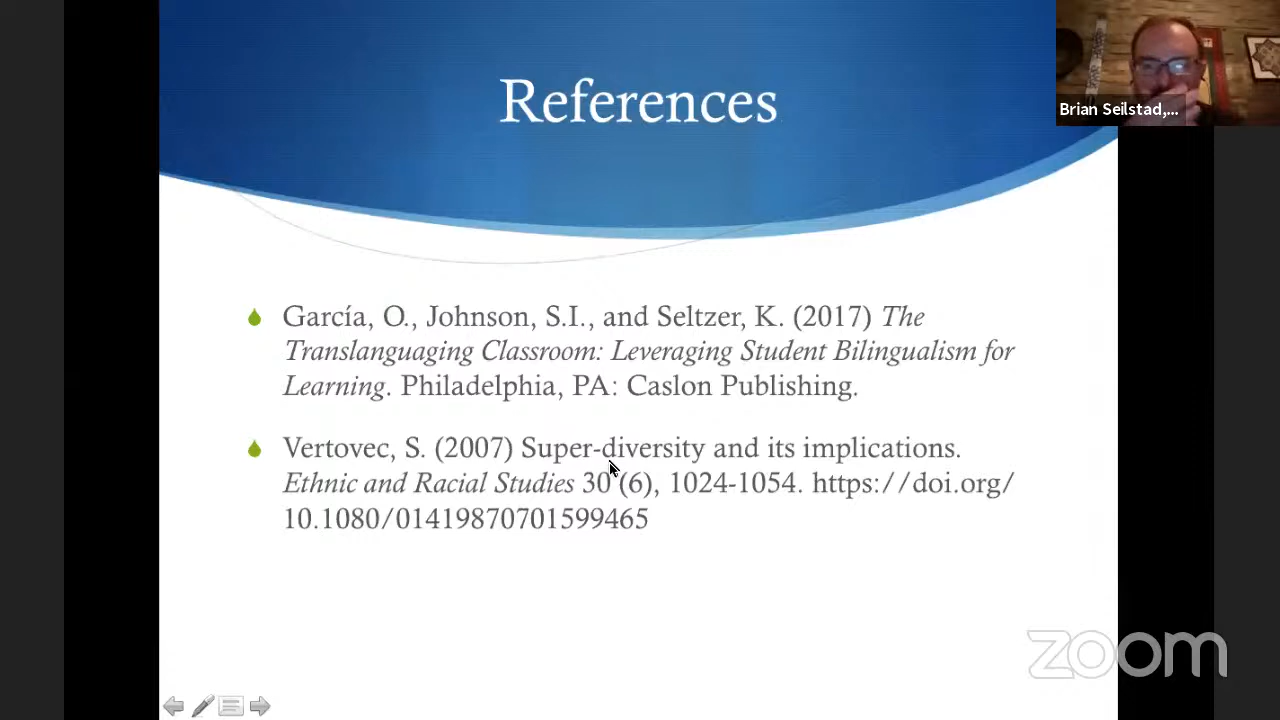 References
Brian Seilstad,...
García, O., Johnson, S.I., and Seltzer, K. (2017) The
Translanguaging Classroom: Leveraging Student Bilingualism for
Learning. Philadelphia, PA: Caslon Publishing.
Vertovec, S. (2007) Super-diversity and its implications.
Ethnic and Racial Studies 30 (6), 1024-1054. https://doi.org/
10.1080/01419870701599465
zoom